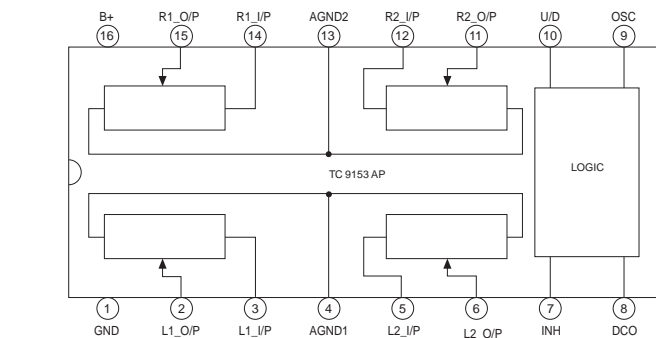 B+ R1_O/P R1_I/P AGND2 R2_I/P R2_O/P U/D OSC
16 15 14 13 12 11 10 9
LOGIC
TC 9153 AP
1 2 3 4 5 6 7 8
GND L1_O/P L1_I/P AGND1 L2_I/P L2_O/P INH DCO